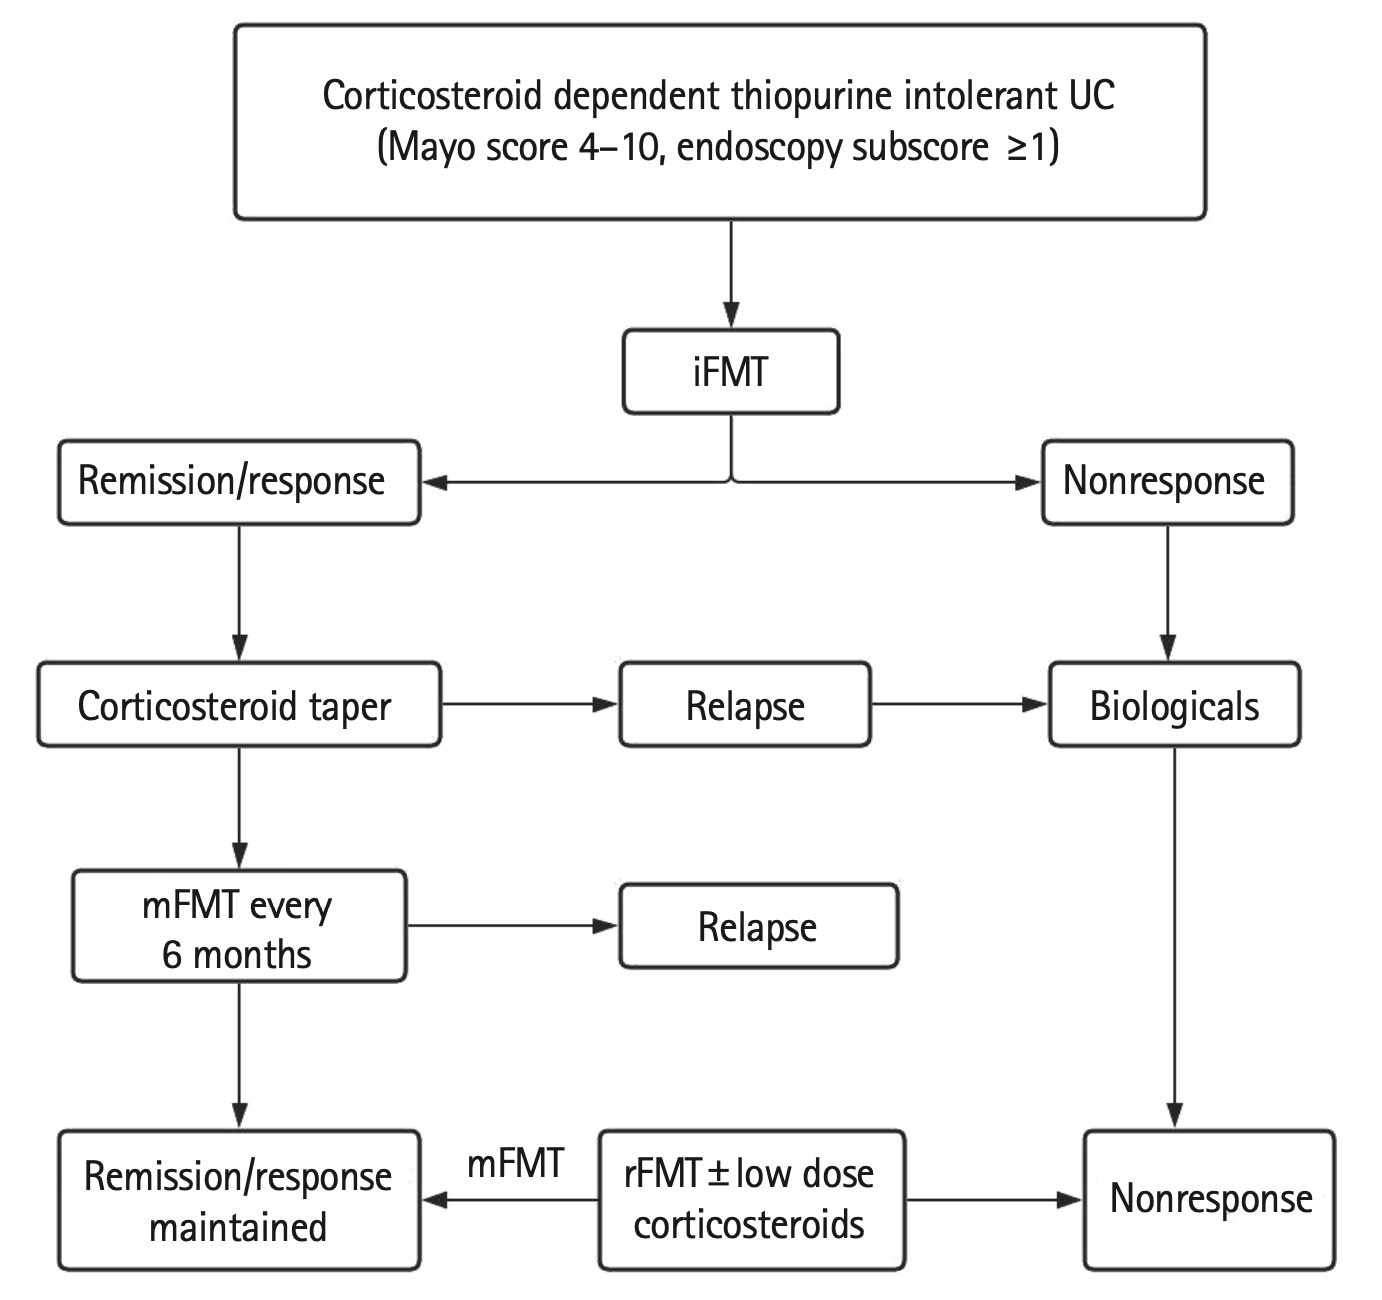 Corticosteroid dependent thiopurine intolerant UC
(Mayo score 4–10, endoscopy subscore ≥1)
iFMT
Remission/response
Nonresponse
Corticosteroid taper
Relapse
Biologicals
mFMT every
6 months
Relapse
Remission/response
maintained
mFMT
rFMT ± low dose
corticosteroids
Nonresponse